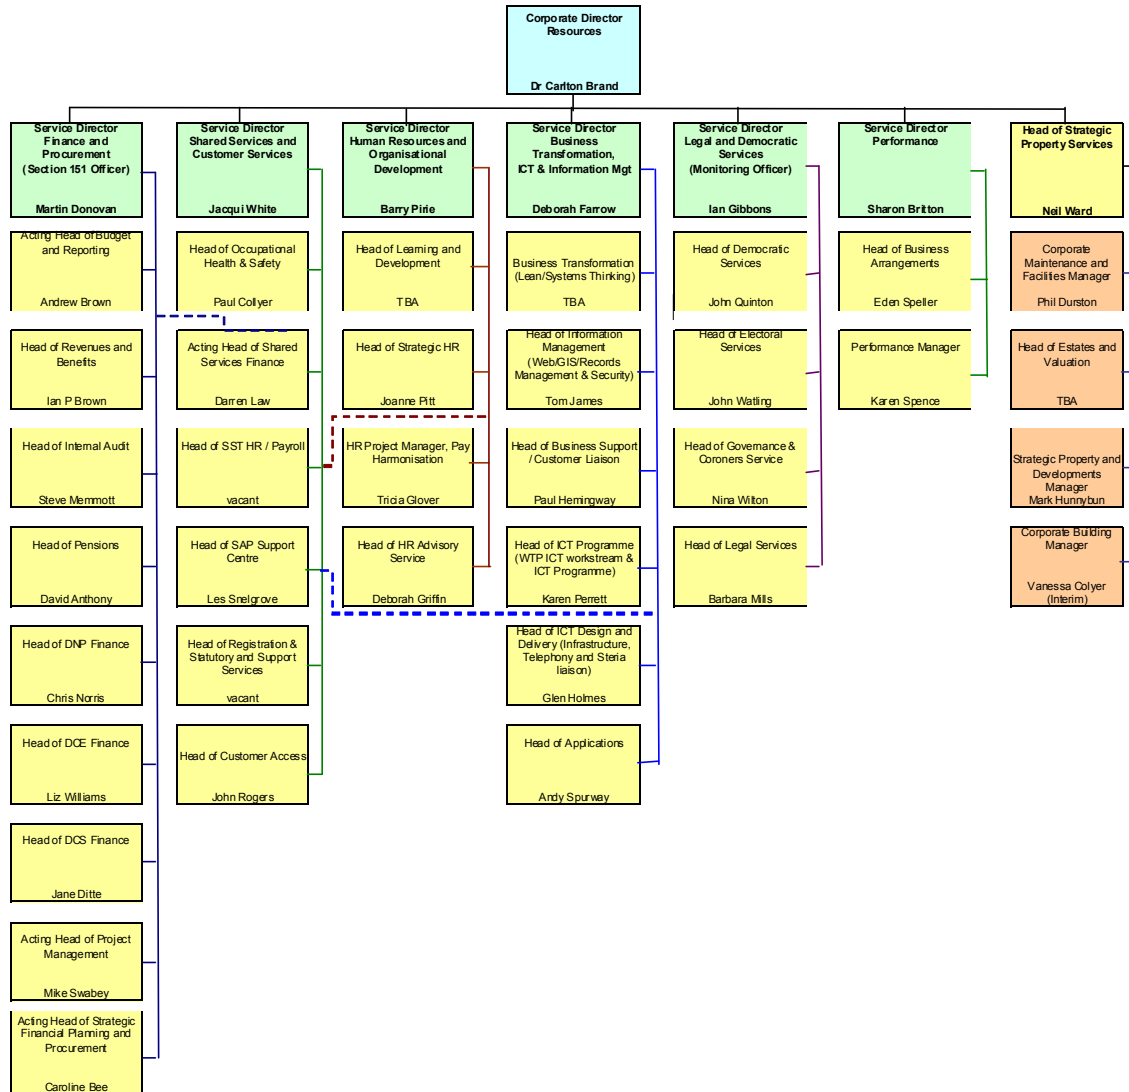 Corporate Director
Resources
Dr Carlton Brand
Service Director
Finance and
Procurement
(Section 151 Officer)
Martin Donovan
Service Director
Shared Services and
Customer Services
Jacqui White
Service Director
Human Resources and
Organisational
Development
Barry Pirie
Service Director
Business
Transformation,
ICT & Information Mgt
Deborah Farrow
Service Director
Legal and Democratic
Services
(Monitoring Officer)
Ian Gibbons
Service Director
Performance
Sharon Britton
Head of Strategic
Property Services
Neil Ward
Acting Head of Budget
and Reporting
Andrew Brown
Head of Occupational
Health & Safety
Paul Collyer
Head of Learning and
Development
TBA
Business Transformation
(Lean/Systems Thinking)
TBA
Head of Democratic
Services
John Quinton
Head of Business
Arrangements
Eden Speller
Corporate
Maintenance and
Facilities Manager
Phil Durston
Head of Revenues and
Benefits
Ian P Brown
Acting Head of Shared
Services Finance
Darren Law
Head of Strategic HR
Joanne Pitt
Head of Information
Management
(Web/GIS/Records
Management & Security)
Tom James
Head of Electoral
Services
John Watling
Performance Manager
Karen Spence
Head of Estates and
Valuation
TBA
Head of Internal Audit
Steve Memmott
Head of SST HR / Payroll
vacant
HR Project Manager, Pay
Harmonisation
Tricia Glover
Head of Business Support
/ Customer Liaison
Paul Hemingway
Head of Governance &
Coroners Service
Nina Wilton
Strategic Property and
Developments
Manager
Mark Hunnybun
Head of Pensions
David Anthony
Head of SAP Support
Centre
Les Snelgrove
Head of HR Advisory
Service
Deborah Griffin
Head of ICT Programme
(WTP ICT workstream &
ICT Programme)
Karen Perrett
Head of Legal Services
Barbara Mills
Corporate Building
Manager
Vanessa Colyer
(Interim)
Head of DNP Finance
Chris Norris
Head of Registration &
Statutory and Support
Services
vacant
Head of ICT Design and
Delivery (Infrastructure,
Telephony and Steria
liaison)
Glen Holmes
Head of DCE Finance
Liz Williams
Head of Customer Access
John Rogers
Head of Applications
Andy Spurway
Head of DCS Finance
Jane Ditte
Acting Head of Project
Management
Mike Swabey
Acting Head of Strategic
Financial Planning and
Procurement
Caroline Bee